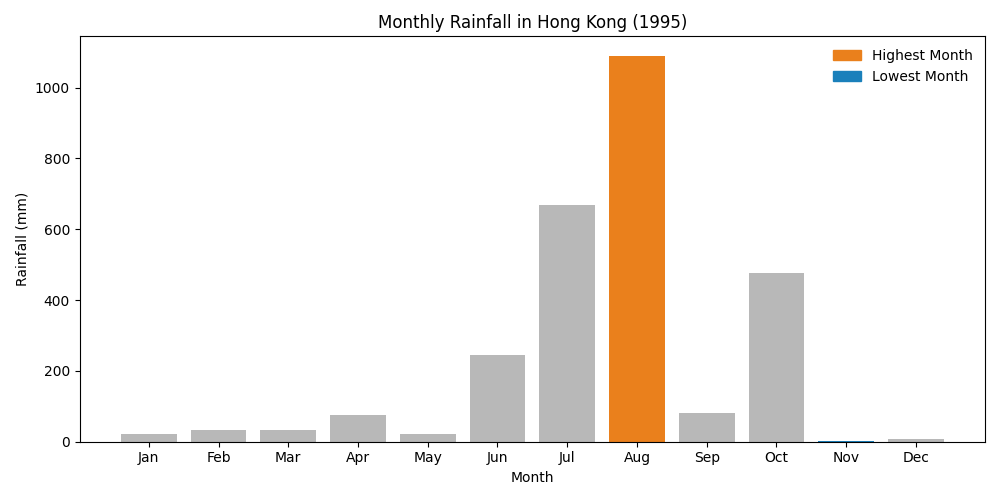 Monthly Rainfall in Hong Kong (1995)
Highest Month
Lowest Month
Rainfall (mm)
1000
800
600
400
200
0
Jan Feb Mar Apr May Jun Jul Aug Sep Oct Nov Dec
Month